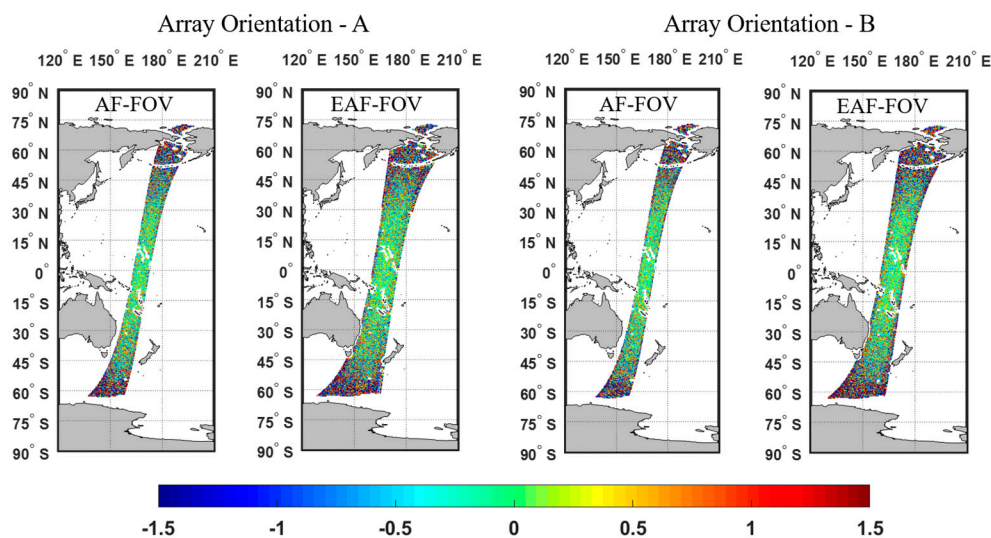 Array Orientation - A
Array Orientation - B
120° E 150° E 180° E 210° E
120° E 150° E 180° E 210° E
120° E 150° E 180° E 210° E
120° E 150° E 180° E 210° E
AF-FOV
90° N
75° N
60° N
45° N
30° N
15° N
0°
15° S
30° S
45° S
60° S
75° S
90° S
EAF-FOV
90° N
75° N
60° N
45° N
30° N
15° N
0°
15° S
30° S
45° S
60° S
75° S
90° S
AF-FOV
90° N
75° N
60° N
45° N
30° N
15° N
0°
15° S
30° S
45° S
60° S
75° S
90° S
EAF-FOV
90° N
75° N
60° N
45° N
30° N
15° N
0°
15° S
30° S
45° S
60° S
75° S
90° S
-1.5 -1 -0.5 0 0.5 1 1.5